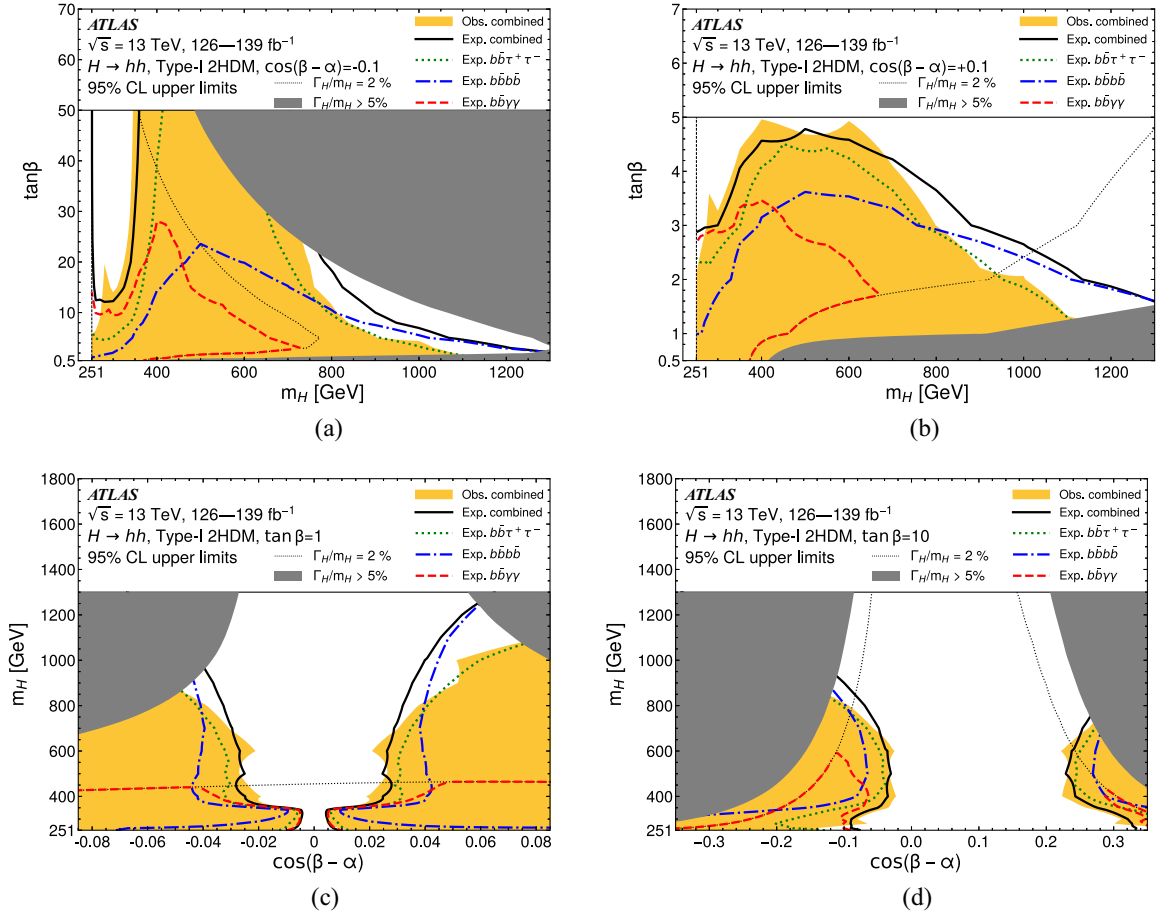 ATLAS
√s = 13 TeV, 126—139 fb⁻¹
H → hh, Type-I 2HDM, cos(β − α)=-0.1
95% CL upper limits
Γ_H/m_H = 2 %
Γ_H/m_H > 5%
Obs. combined
Exp. combined
Exp. bb̄τ⁺τ⁻
Exp. bb̄bb̄
Exp. bb̄γγ
tanβ
70
60
50
40
30
20
10
0.5
251 400 600 800 1000 1200
m_H [GeV]
(a)
ATLAS
√s = 13 TeV, 126—139 fb⁻¹
H → hh, Type-I 2HDM, cos(β − α)=+0.1
95% CL upper limits
Γ_H/m_H = 2 %
Γ_H/m_H > 5%
Obs. combined
Exp. combined
Exp. bb̄τ⁺τ⁻
Exp. bb̄bb̄
Exp. bb̄γγ
tanβ
7
6
5
4
3
2
1
0.5
251 400 600 800 1000 1200
m_H [GeV]
(b)
ATLAS
√s = 13 TeV, 126—139 fb⁻¹
H → hh, Type-I 2HDM, tan β=1
95% CL upper limits
Γ_H/m_H = 2 %
Γ_H/m_H > 5%
Obs. combined
Exp. combined
Exp. bb̄τ⁺τ⁻
Exp. bb̄bb̄
Exp. bb̄γγ
m_H [GeV]
1800
1600
1400
1200
1000
800
600
400
251
-0.08 -0.06 -0.04 -0.02 0 0.02 0.04 0.06 0.08
cos(β − α)
(c)
ATLAS
√s = 13 TeV, 126—139 fb⁻¹
H → hh, Type-I 2HDM, tan β=10
95% CL upper limits
Γ_H/m_H = 2 %
Γ_H/m_H > 5%
Obs. combined
Exp. combined
Exp. bb̄τ⁺τ⁻
Exp. bb̄bb̄
Exp. bb̄γγ
m_H [GeV]
1800
1600
1400
1200
1000
800
600
400
251
−0.3 −0.2 −0.1 0.0 0.1 0.2 0.3
cos(β − α)
(d)